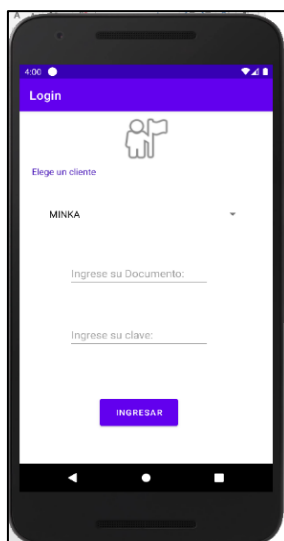 4:00
Login
Elege un cliente
MINKA
Ingrese su Documento:
Ingrese su clave:
INGRESAR